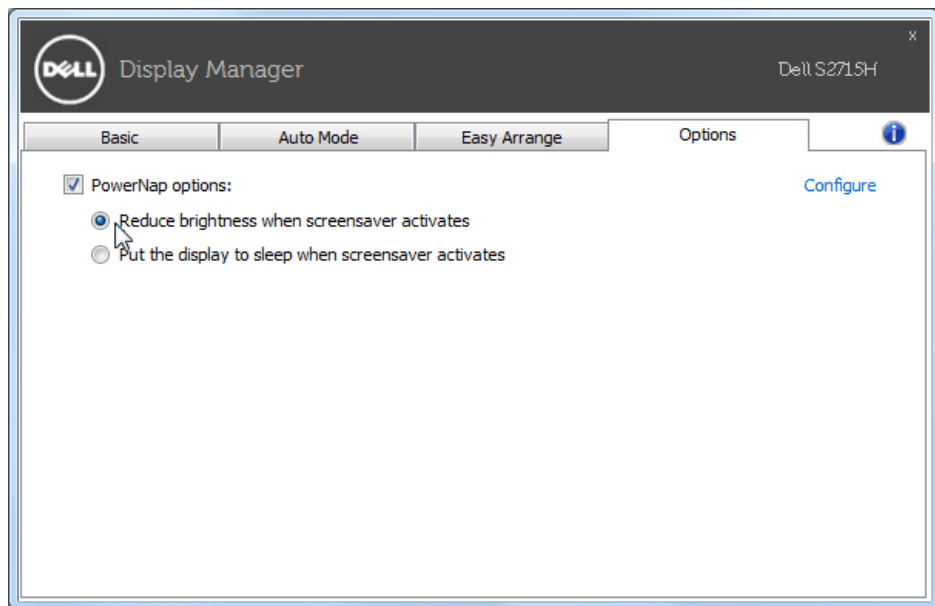 x
DELL Display Manager Dell S2715H
Basic Auto Mode Easy Arrange Options i
PowerNap options: Configure
Reduce brightness when screensaver activates
Put the display to sleep when screensaver activates